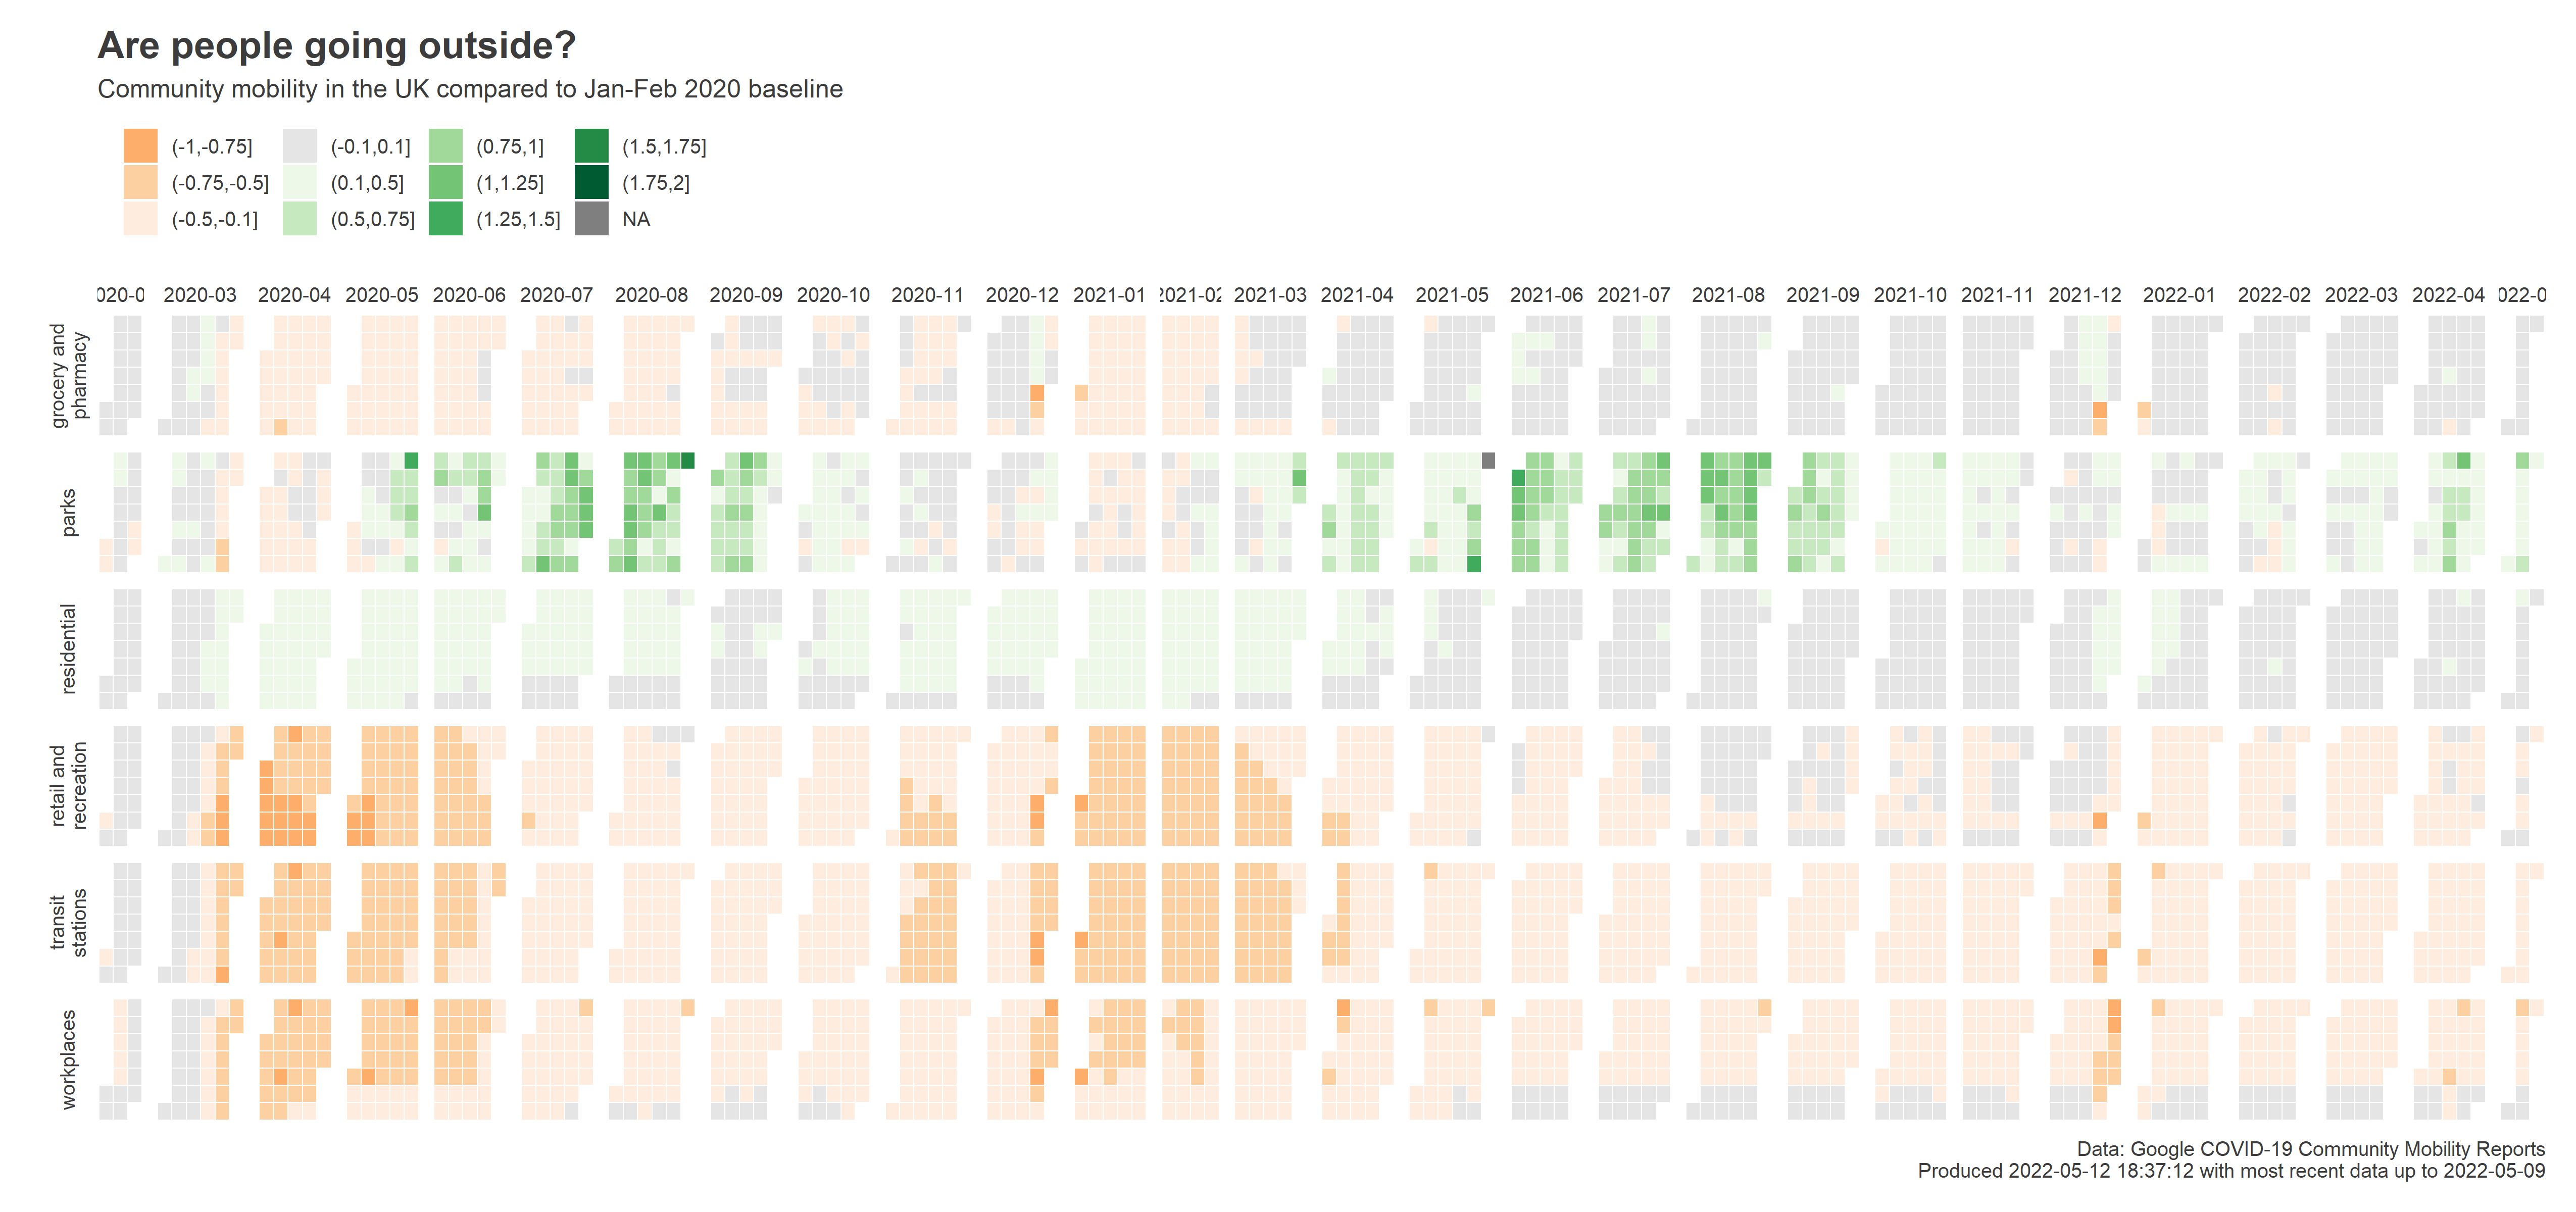 Are people going outside?
Community mobility in the UK compared to Jan-Feb 2020 baseline
(-1,-0.75] (-0.1,0.1] (0.75,1] (1.5,1.75]
(-0.75,-0.5] (0.1,0.5] (1,1.25] (1.75,2]
(-0.5,-0.1] (0.5,0.75] (1.25,1.5] NA
020-0 2020-03 2020-04 2020-05 2020-06 2020-07 2020-08 2020-09 2020-10 2020-11 2020-12 2021-01 2021-02 2021-03 2021-04 2021-05 2021-06 2021-07 2021-08 2021-09 2021-10 2021-11 2021-12 2022-01 2022-02 2022-03 2022-04 022-0
grocery and
pharmacy
parks
residential
retail and
recreation
transit
stations
workplaces
Data: Google COVID-19 Community Mobility Reports
Produced 2022-05-12 18:37:12 with most recent data up to 2022-05-09